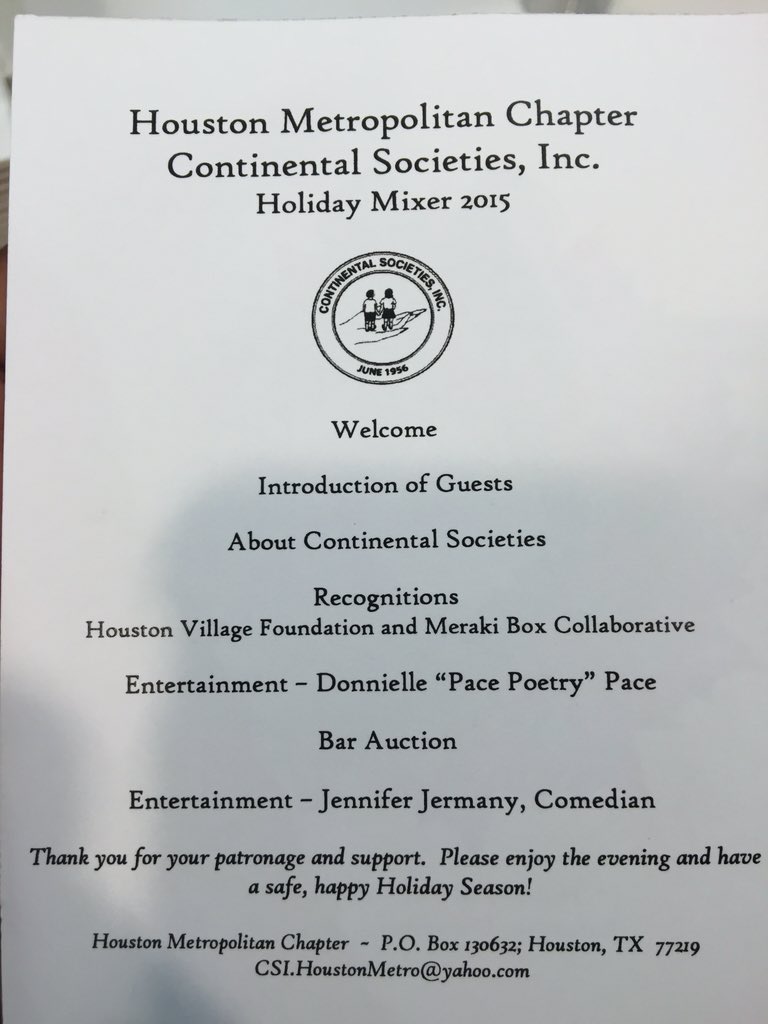 Houston Metropolitan Chapter
Continental Societies, Inc.
Holiday Mixer 2015
CONTINENTAL SOCIETIES, INC.
JUNE 1956
Welcome
Introduction of Guests
About Continental Societies
Recognitions
Houston Village Foundation and Meraki Box Collaborative
Entertainment – Donnielle “Pace Poetry” Pace
Bar Auction
Entertainment – Jennifer Jermany, Comedian
Thank you for your patronage and support.  Please enjoy the evening and have
a safe, happy Holiday Season!
Houston Metropolitan Chapter ~ P.O. Box 130632; Houston, TX 77219
CSI.HoustonMetro@yahoo.com